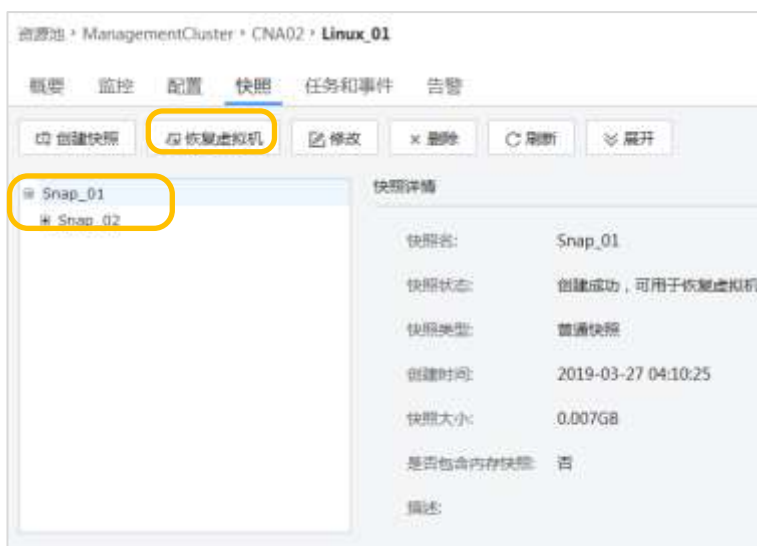 资源池 ▸ ManagementCluster ▸ CNA02 ▸ Linux_01
概要 监控 配置 快照 任务和事件 告警
创建快照 恢复虚拟机 修改 × 删除 刷新 展开
Snap_01
Snap_02
快照详情
快照名: Snap_01
快照状态: 创建成功，可用于恢复虚拟机
快照类型: 普通快照
创建时间: 2019-03-27 04:10:25
快照大小: 0.007GB
是否包含内存快照: 否
描述: